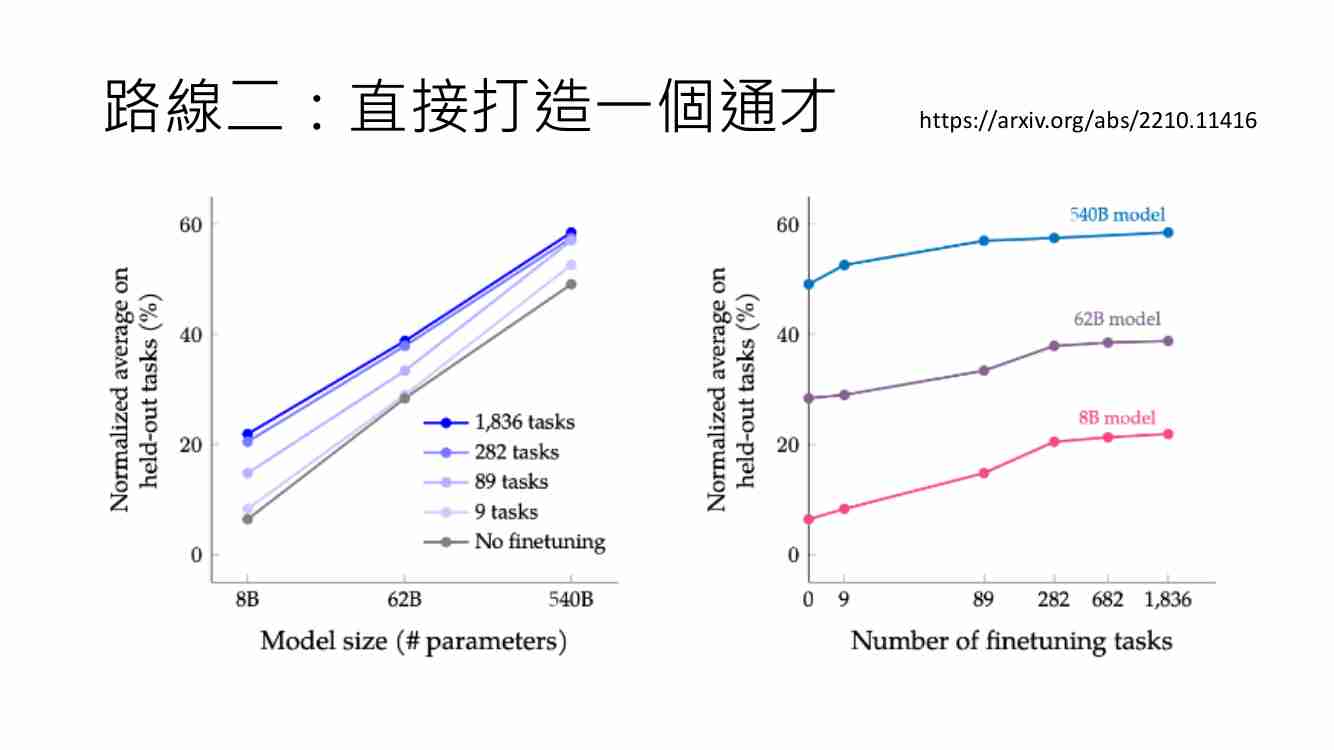 路線二：直接打造一個通才
https://arxiv.org/abs/2210.11416
Normalized average on
held-out tasks (%)
60
40
20
0
1,836 tasks
282 tasks
89 tasks
9 tasks
No finetuning
8B
62B
540B
Model size (# parameters)
Normalized average on
held-out tasks (%)
60
40
20
0
540B model
62B model
8B model
0
9
89
282
682
1,836
Number of finetuning tasks